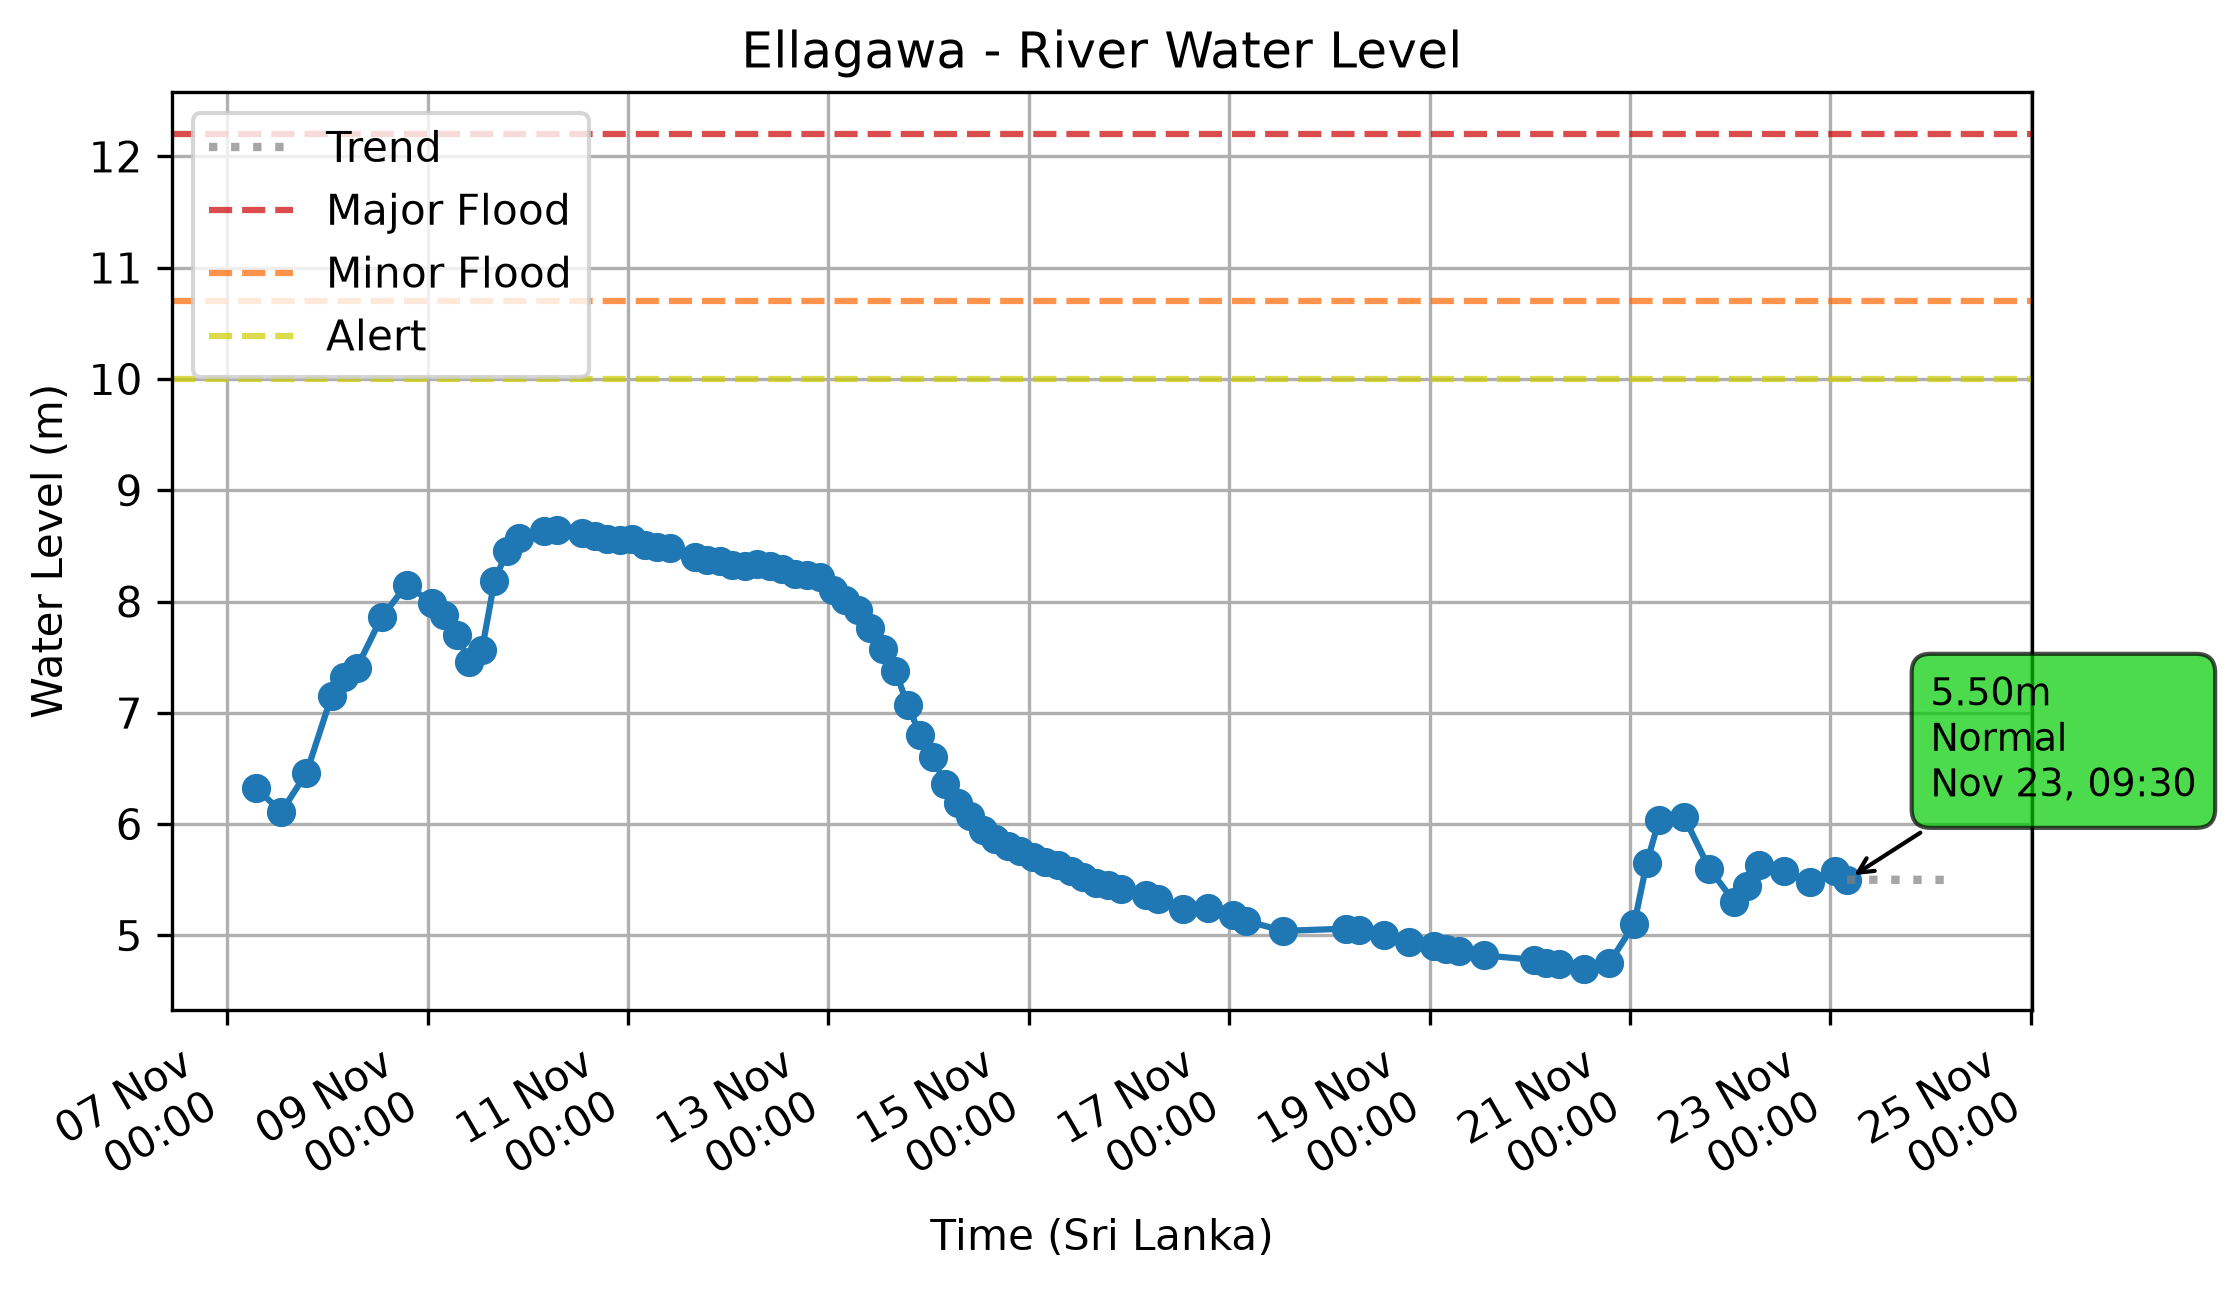 Ellagawa - River Water Level
Trend
Major Flood
Minor Flood
Alert
12
11
10
9
8
7
6
5
Water Level (m)
5.50m
Normal
Nov 23, 09:30
07 Nov
00:00
09 Nov
00:00
11 Nov
00:00
13 Nov
00:00
15 Nov
00:00
17 Nov
00:00
19 Nov
00:00
21 Nov
00:00
23 Nov
00:00
25 Nov
00:00
Time (Sri Lanka)